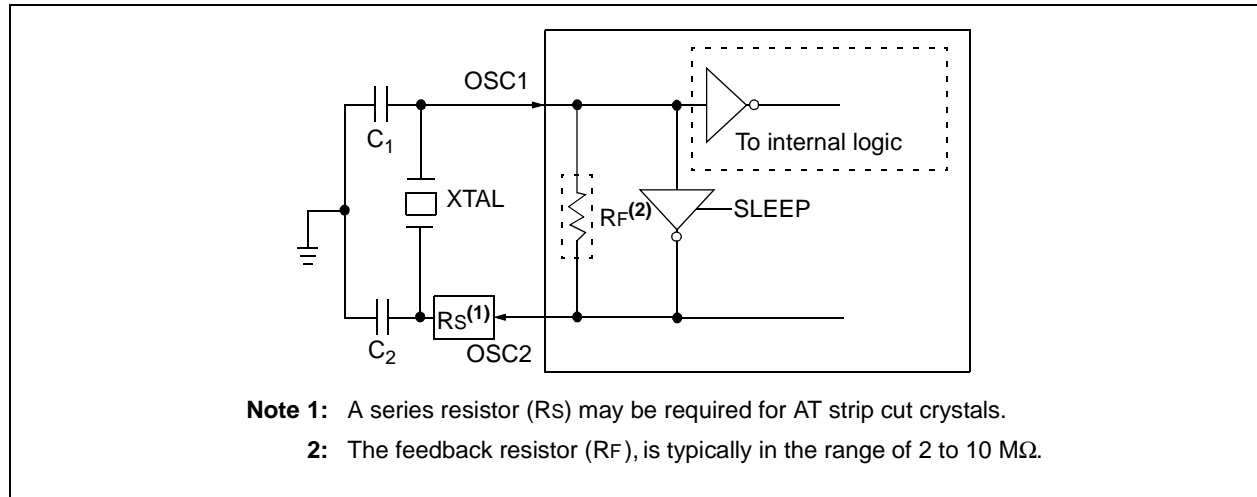 OSC1
C1
To internal logic
XTAL
RF(2)
SLEEP
RS(1)
C2
OSC2
Note 1: A series resistor (RS) may be required for AT strip cut crystals.
2: The feedback resistor (RF), is typically in the range of 2 to 10 MΩ.